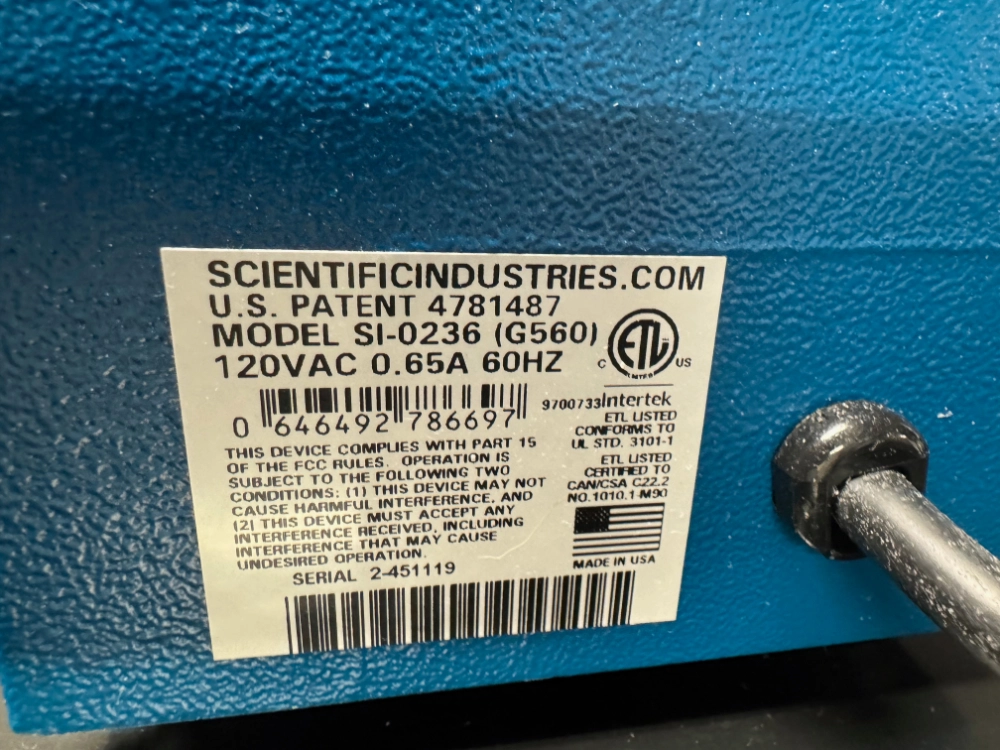 SCIENTIFICINDUSTRIES.COM
U.S. PATENT 4781487
MODEL SI-0236 (G560)
120VAC 0.65A 60HZ
C ETL US
LISTED
0 646492 786697
9700733 Intertek
ETL LISTED
CONFORMS TO
UL STD. 3101-1
ETL LISTED
CERTIFIED TO
CAN/CSA C22.2
NO.1010.1-M90
THIS DEVICE COMPLIES WITH PART 15
OF THE FCC RULES. OPERATION IS
SUBJECT TO THE FOLLOWING TWO
CONDITIONS: (1) THIS DEVICE MAY NOT
CAUSE HARMFUL INTERFERENCE, AND
(2) THIS DEVICE MUST ACCEPT ANY
INTERFERENCE RECEIVED, INCLUDING
INTERFERENCE THAT MAY CAUSE
UNDESIRED OPERATION.
MADE IN USA
SERIAL 2-451119